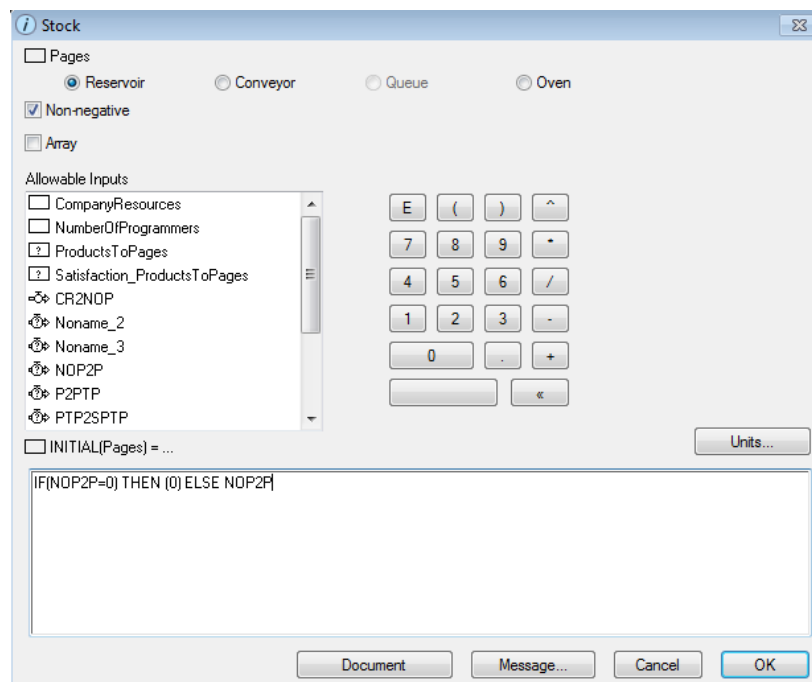 Stock
Pages
Reservoir Conveyor Queue Oven
Non-negative
Array
Allowable Inputs
CompanyResources
NumberOfProgrammers
? ProductsToPages
? Satisfaction_ProductsToPages
CR2NOP
? Noname_2
? Noname_3
? NOP2P
? P2PTP
? PTP2SPTP
E ( ) ^
7 8 9 *
4 5 6 /
1 2 3 -
0 . +
«
INITIAL(Pages) = ...
Units...
IF(NOP2P=0) THEN (0) ELSE NOP2P
Document Message... Cancel OK